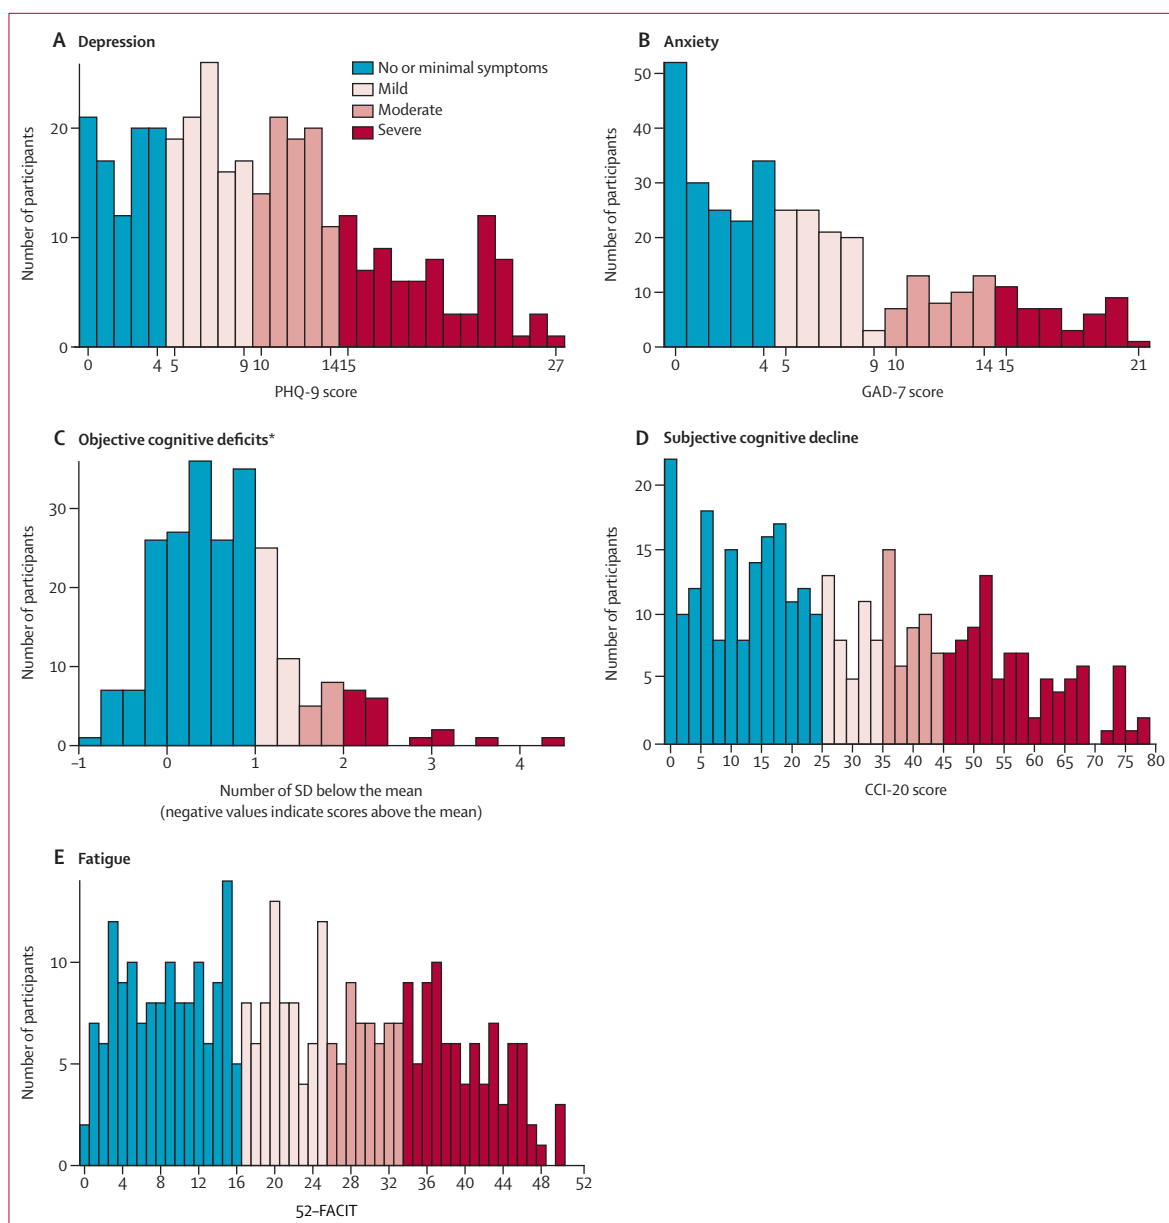 A Depression
No or minimal symptoms
Mild
Moderate
Severe
Number of participants
20
10
0
0 4 5 9 10 14 15 27
PHQ-9 score
B Anxiety
Number of participants
50
40
30
20
10
0
0 4 5 9 10 14 15 21
GAD-7 score
C Objective cognitive deficits*
Number of participants
30
20
10
0
–1 0 1 2 3 4
Number of SD below the mean
(negative values indicate scores above the mean)
D Subjective cognitive decline
Number of participants
20
15
10
5
0
0 5 10 15 20 25 30 35 40 45 50 55 60 65 70 75 80
CCI-20 score
E Fatigue
Number of participants
10
5
0
0 4 8 12 16 20 24 28 32 36 40 44 48 52
52–FACIT